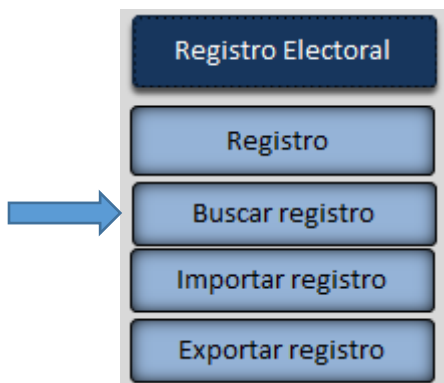 Registro Electoral
Registro
Buscar registro
Importar registro
Exportar registro